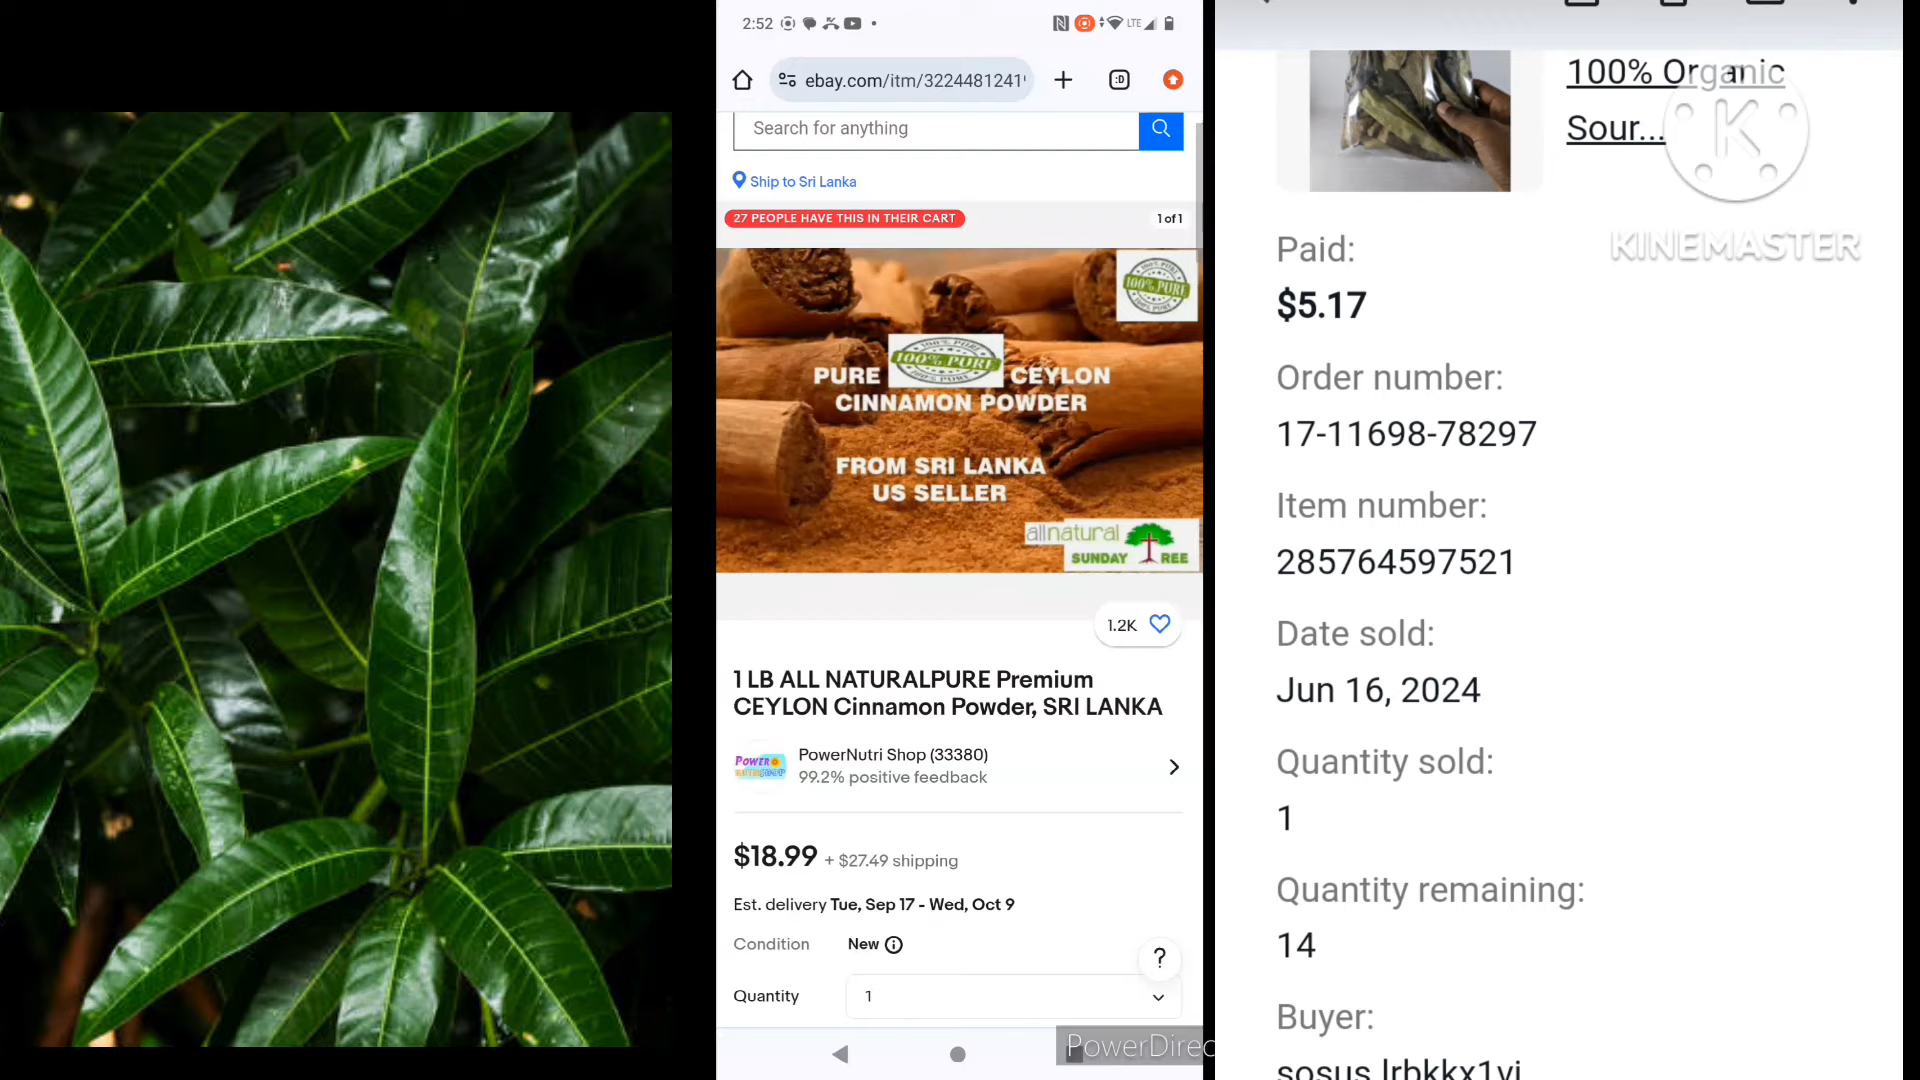 2:52
LTE
ebay.com/itm/3224481241
:D
Search for anything
Ship to Sri Lanka
27 PEOPLE HAVE THIS IN THEIR CART
1 of 1
100% PURE
100% PURE
PURE CEYLON
CINNAMON POWDER
FROM SRI LANKA
US SELLER
allnatural
SUNDAY TREE
1.2K
1 LB ALL NATURALPURE Premium
CEYLON Cinnamon Powder, SRI LANKA
POWER
PowerNutri Shop (33380)
99.2% positive feedback
$18.99 + $27.49 shipping
Est. delivery Tue, Sep 17 - Wed, Oct 9
Condition New
?
Quantity 1
PowerDirec
100% Organic
Sour...
K
KINEMASTER
Paid:
$5.17
Order number:
17-11698-78297
Item number:
285764597521
Date sold:
Jun 16, 2024
Quantity sold:
1
Quantity remaining:
14
Buyer: